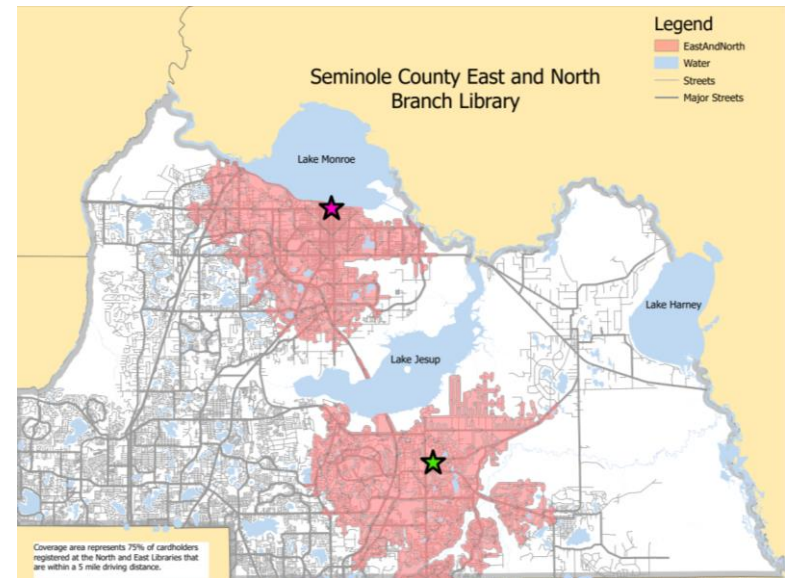 Seminole County East and North
Branch Library
Legend
EastAndNorth
Water
Streets
Major Streets
Lake Monroe
Lake Harney
Lake Jesup
Coverage area represents 75% of cardholders
registered at the North and East Libraries that
are within a 5 mile driving distance.